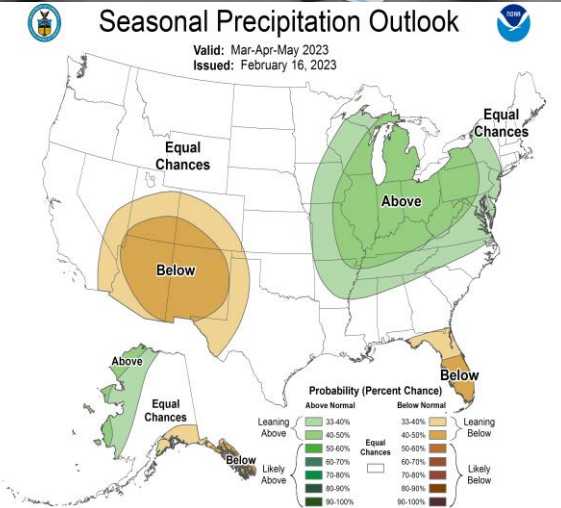 Seasonal Precipitation Outlook
NOAA
Valid: Mar-Apr-May 2023
Issued: February 16, 2023
Equal
Chances
Equal
Chances
Above
Below
Above
Equal
Chances
Below
Below
Probability (Percent Chance)
Above Normal
Below Normal
Leaning
Above
33-40%
40-50%
Likely
Above
50-60%
60-70%
70-80%
80-90%
90-100%
Equal
Chances
33-40%
40-50%
Leaning
Below
50-60%
60-70%
70-80%
80-90%
90-100%
Likely
Below